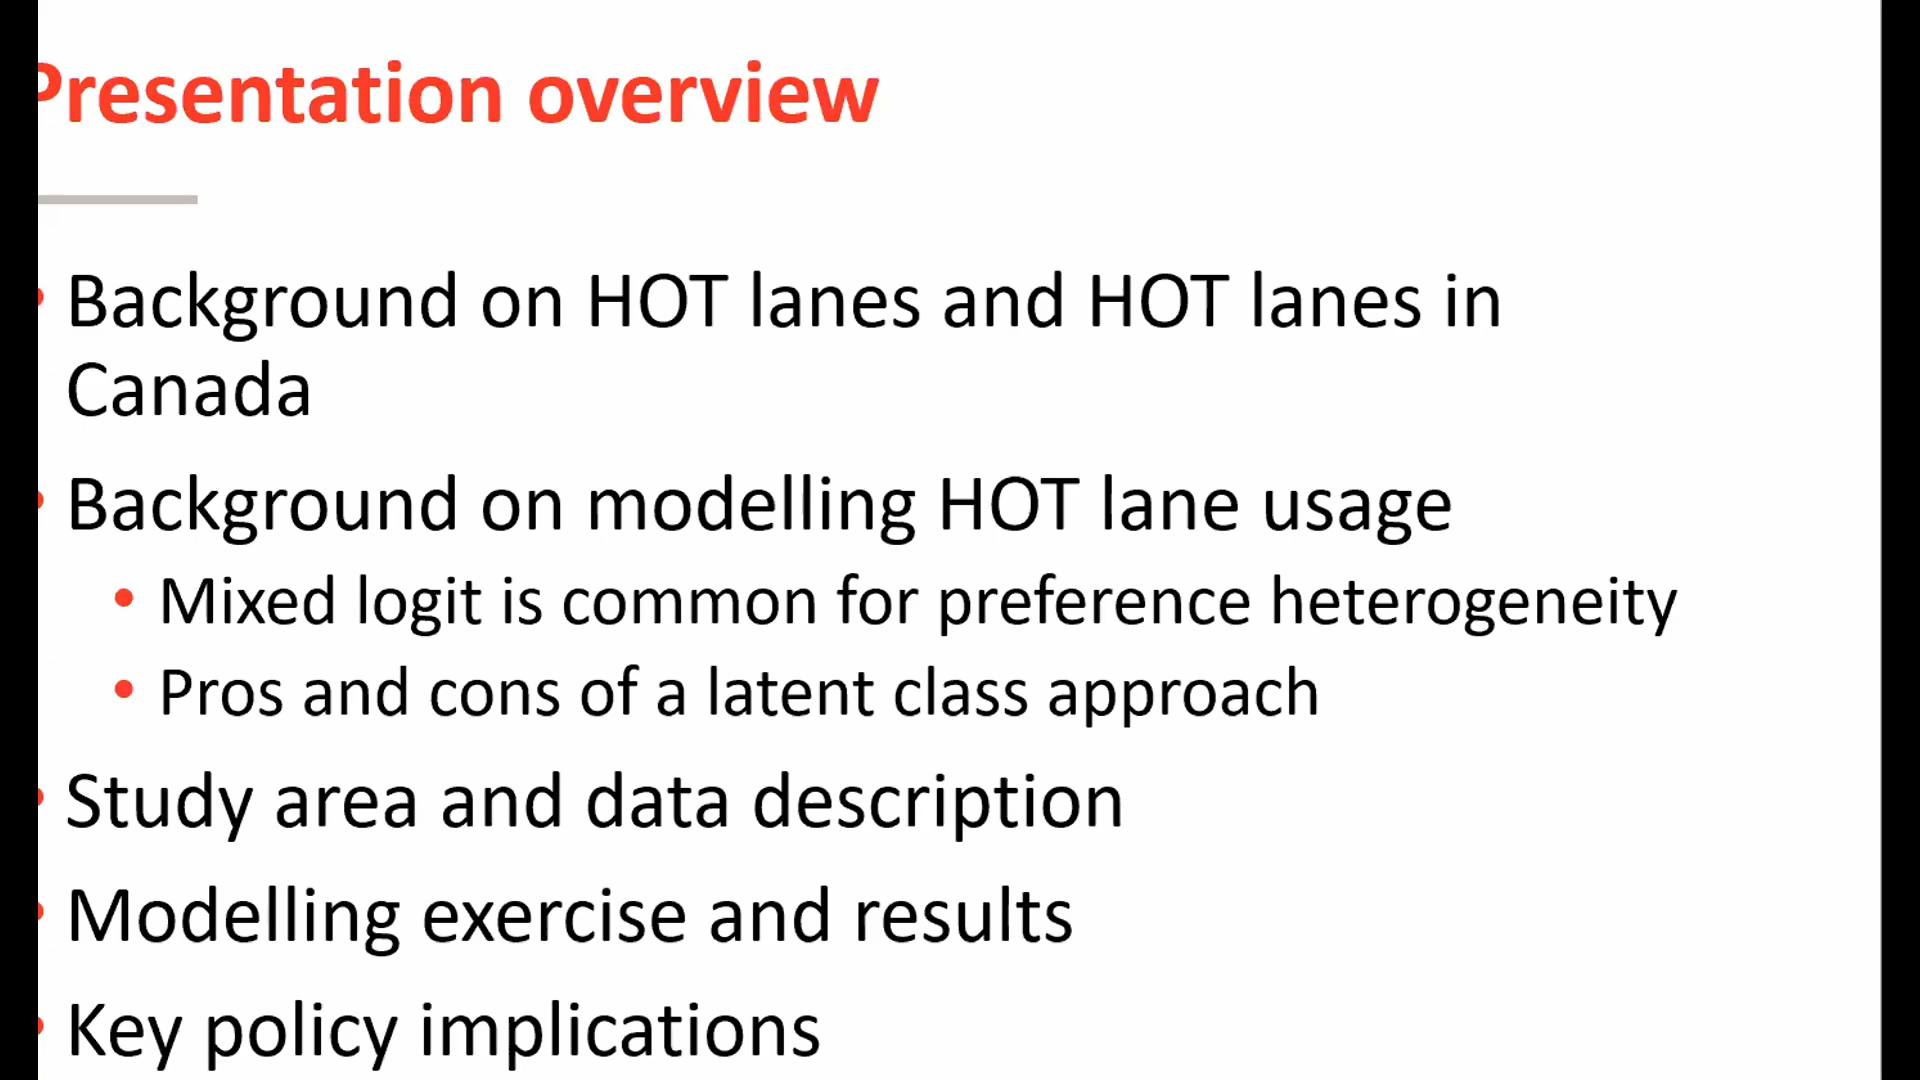 Presentation overview
• Background on HOT lanes and HOT lanes in
Canada
• Background on modelling HOT lane usage
• Mixed logit is common for preference heterogeneity
• Pros and cons of a latent class approach
• Study area and data description
• Modelling exercise and results
• Key policy implications